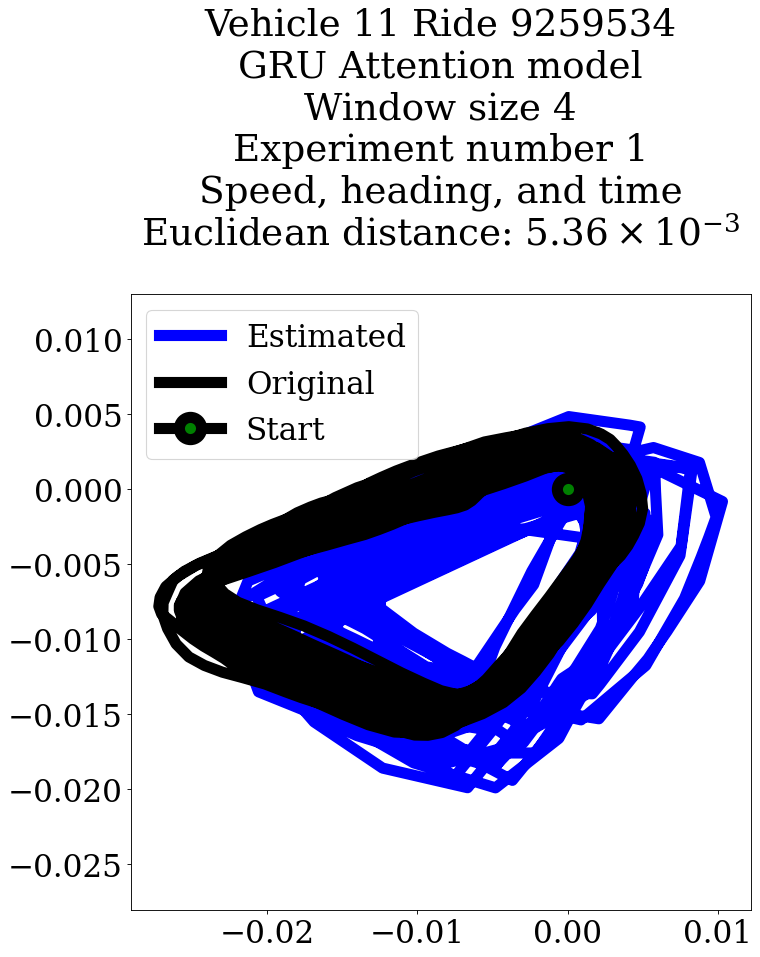 Vehicle 11 Ride 9259534
GRU Attention model
Window size 4
Experiment number 1
Speed, heading, and time
Euclidean distance: 5.36 × 10⁻³
Estimated
Original
Start
0.010
0.005
0.000
−0.005
−0.010
−0.015
−0.020
−0.025
−0.02 −0.01 0.00 0.01